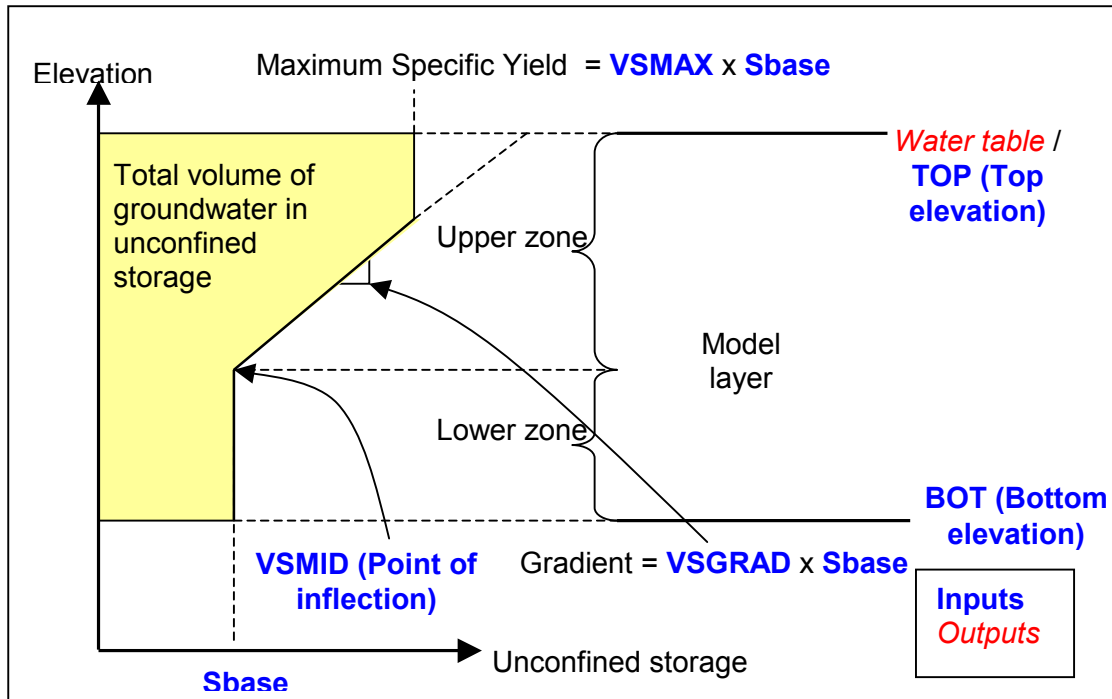 Elevation
Maximum Specific Yield = VSMAX x Sbase
Total volume of
groundwater in
unconfined
storage
Water table /
TOP (Top
elevation)
Upper zone
Model
layer
Lower zone
BOT (Bottom
elevation)
VSMID (Point of
inflection)
Gradient = VSGRAD x Sbase
Inputs
Outputs
Unconfined storage
Sbase